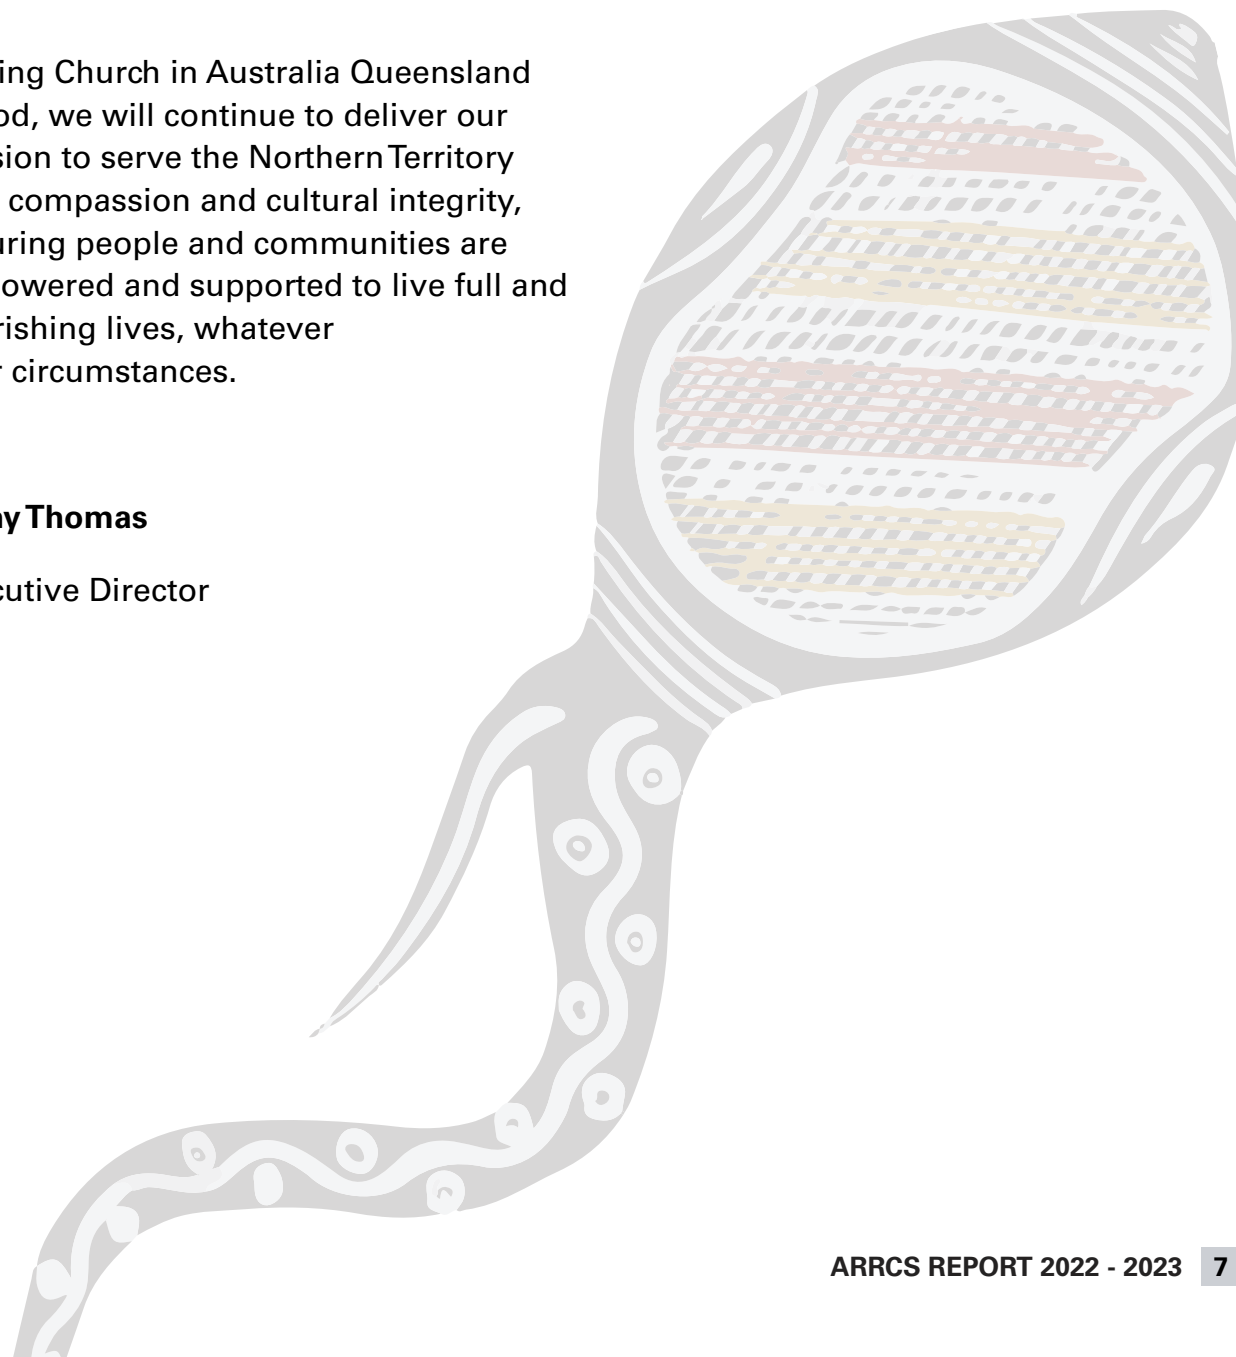 ing Church in Australia Queensland
od, we will continue to deliver our
sion to serve the Northern Territory
compassion and cultural integrity,
uring people and communities are
owered and supported to live full and
rishing lives, whatever
r circumstances.
ay Thomas
cutive Director
ARRCS REPORT 2022 - 2023 7